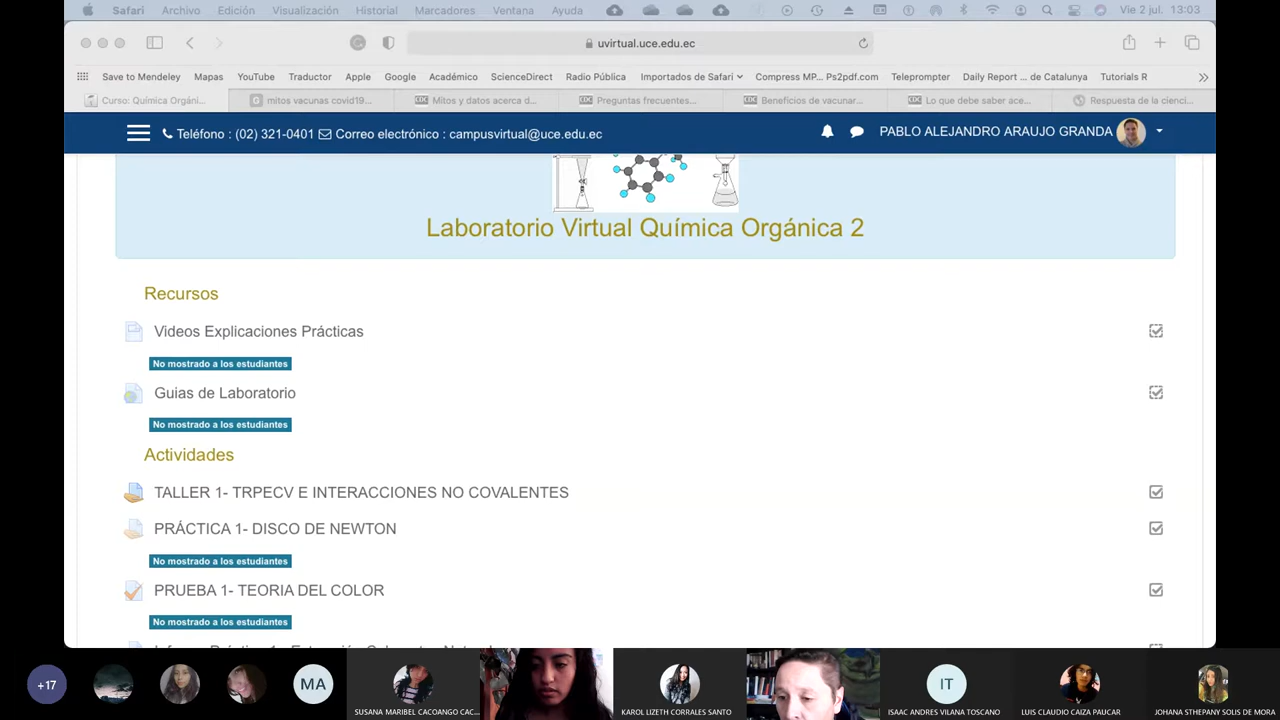 Safari Archivo Edición Visualización Historial Marcadores Ventana Ayuda Vie 2 jul. 13:03
uvirtual.uce.edu.ec
Save to Mendeley Mapas YouTube Traductor Apple Google Académico ScienceDirect Radio Pública Importados de Safari Compress MP... Ps2pdf.com Teleprompter Daily Report ... de Catalunya Tutorials R
Curso: Química Orgáni... mitos vacunas covid19... Mitos y datos acerca d... Preguntas frecuentes... Beneficios de vacunar... Lo que debe saber ace... Respuesta de la cienci...
Teléfono : (02) 321-0401 Correo electrónico : campusvirtual@uce.edu.ec PABLO ALEJANDRO ARAUJO GRANDA
Laboratorio Virtual Química Orgánica 2
Recursos
Videos Explicaciones Prácticas
No mostrado a los estudiantes
Guias de Laboratorio
No mostrado a los estudiantes
Actividades
TALLER 1- TRPECV E INTERACCIONES NO COVALENTES
PRÁCTICA 1- DISCO DE NEWTON
No mostrado a los estudiantes
PRUEBA 1- TEORIA DEL COLOR
No mostrado a los estudiantes
+17 MA IT
SUSANA MARIBEL CACOANGO CAC... KAROL LIZETH CORRALES SANTO ISAAC ANDRES VILANA TOSCANO LUIS CLAUDIO CAIZA PAUCAR JOHANA STHEPANY SOLIS DE MORA